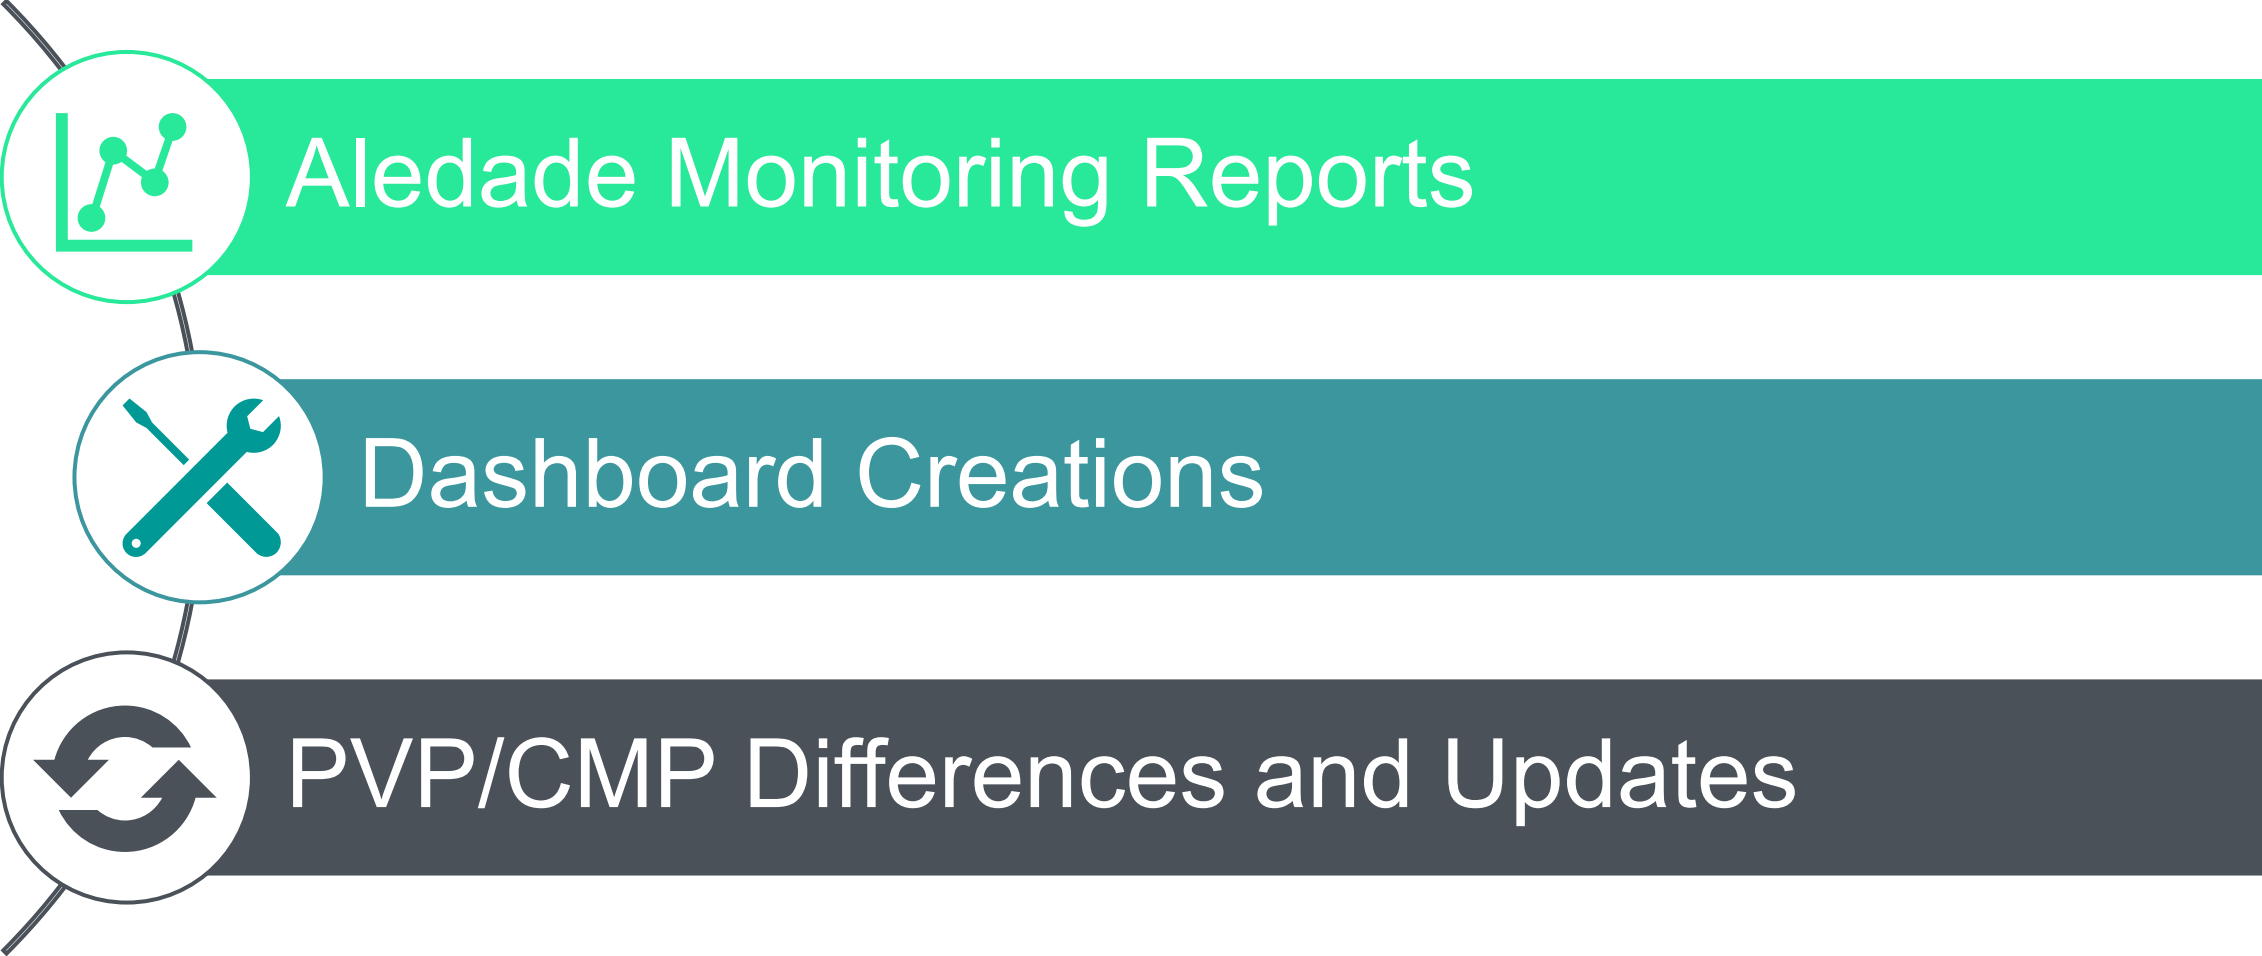 Aledade Monitoring Reports
Dashboard Creations
PVP/CMP Differences and Updates